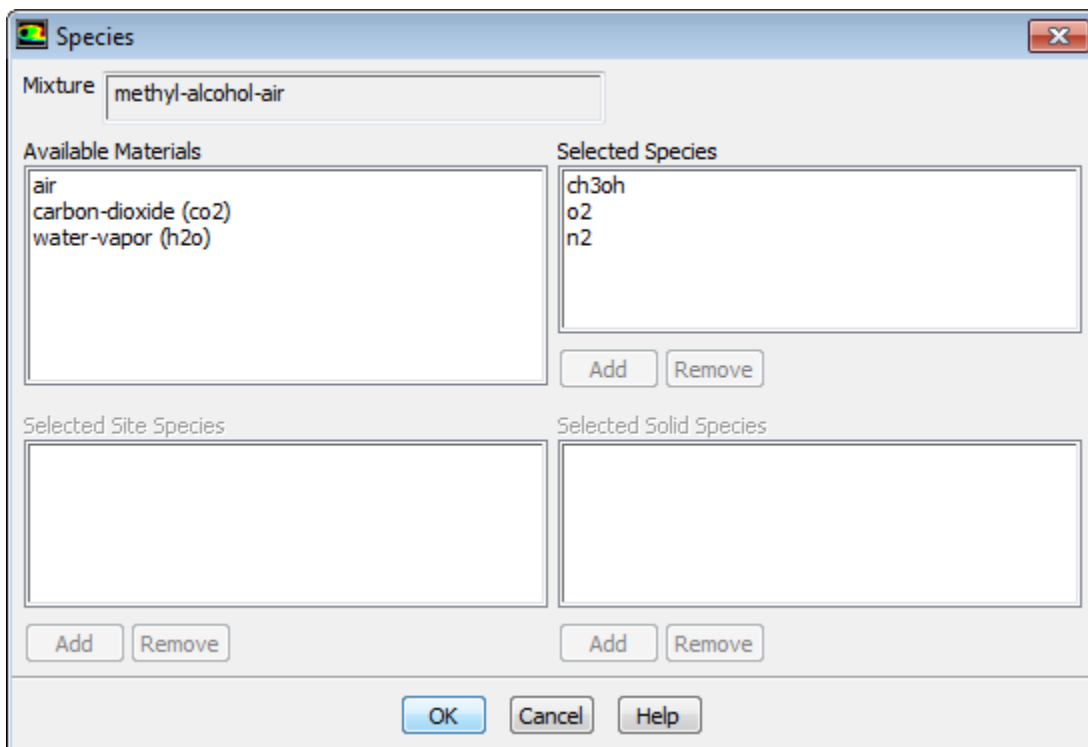 Species
Mixture methyl-alcohol-air
Available Materials
air
carbon-dioxide (co2)
water-vapor (h2o)
Selected Species
ch3oh
o2
n2
Add Remove
Selected Site Species
Add Remove
Selected Solid Species
Add Remove
OK Cancel Help